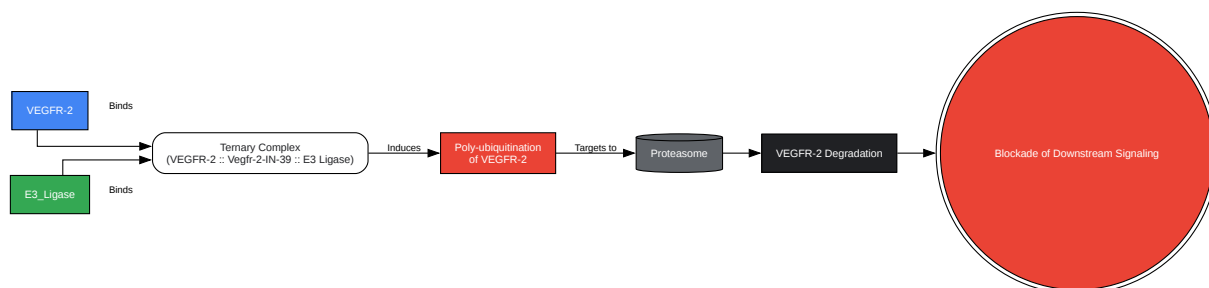 VEGFR-2
Binds
Ternary Complex
(VEGFR-2 :: Vegfr-2-IN-39 :: E3 Ligase)
E3_Ligase
Binds
Induces
Poly-ubiquitination
of VEGFR-2
Targets to
Proteasome
VEGFR-2 Degradation
Blockade of Downstream Signaling